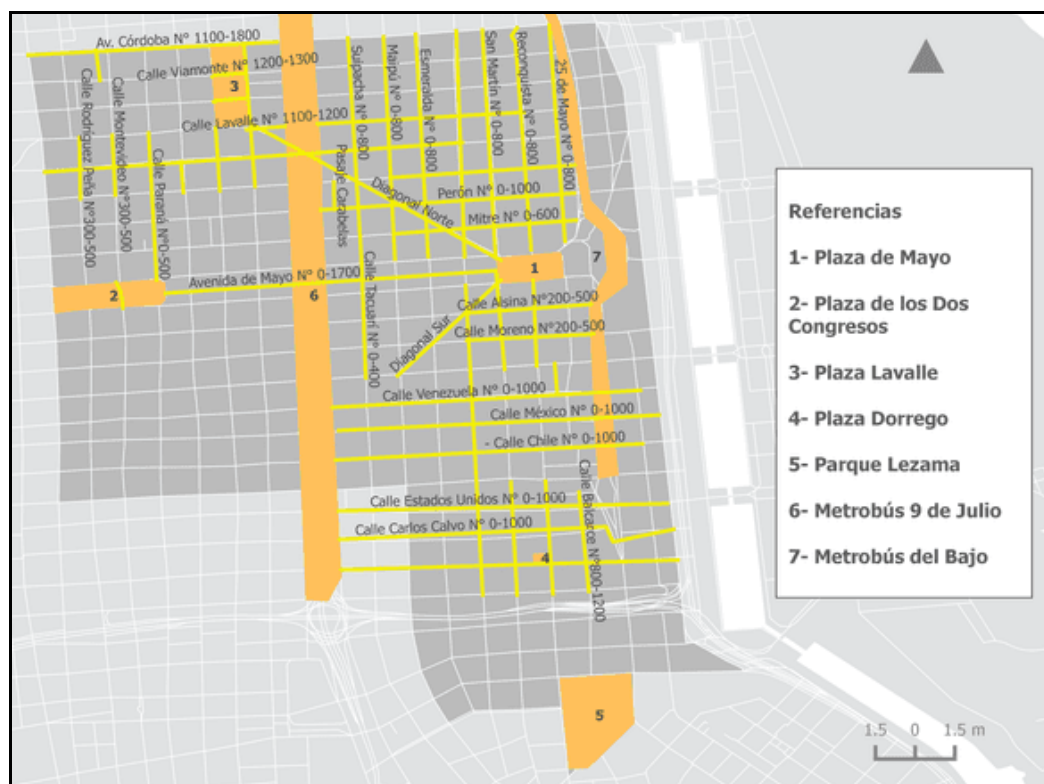 Av. Córdoba N° 1100-1800
Calle Viamonte N° 1200-1300
3
Calle Lavalle N° 1100-1200
Calle Rodriguez Peña N°300-500
Calle Montevideo N°300-500
Calle Paraná N°0-500
Suipacha N° 0-800
Maipú N° 0-800
Esmeralda N° 0-800
San Martín N° 0-800
Reconquista N° 0-800
25 de Mayo N° 0-800
Pasaje Carabelas
Diagonal Norte
Perón N° 0-1000
Mitre N° 0-600
7
1
Avenida de Mayo N° 0-1700
2
6
Calle Tacuarí N° 0-400
Diagonal Sur
Calle Alsina N°200-500
Calle Moreno N°200-500
Calle Venezuela N° 0-1000
Calle México N° 0-1000
- Calle Chile N° 0-1000
Calle Estados Unidos N° 0-1000
Calle Carlos Calvo N° 0-1000
Calle Balcarce N°800-1200
4
5
Referencias
1- Plaza de Mayo
2- Plaza de los Dos
Congresos
3- Plaza Lavalle
4- Plaza Dorrego
5- Parque Lezama
6- Metrobús 9 de Julio
7- Metrobús del Bajo
1.5 0 1.5 m